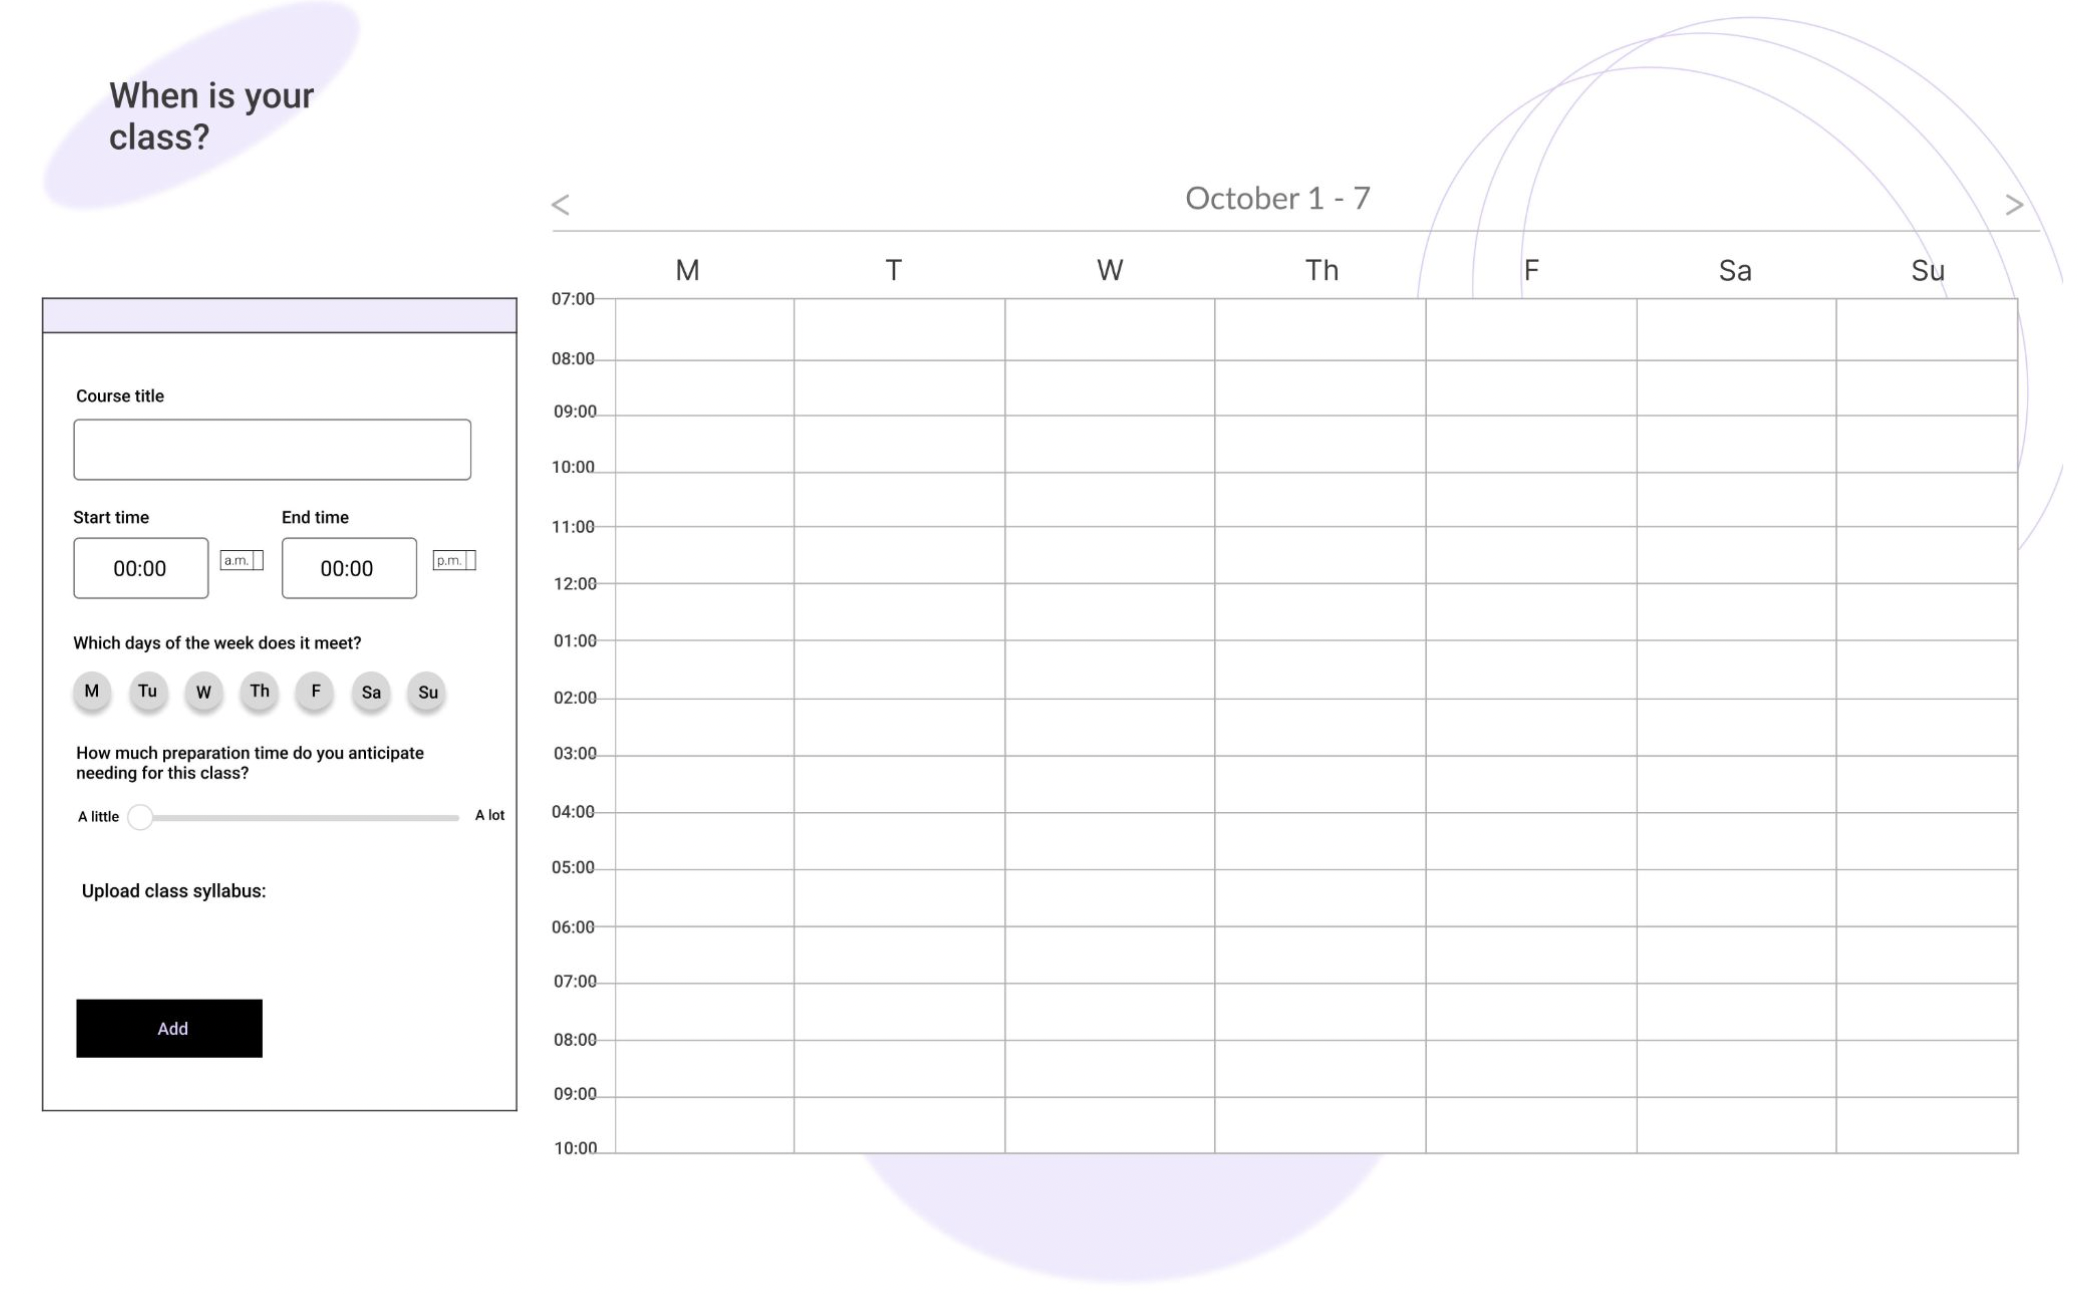 When is your
class?
< October 1 - 7 >
M T W Th F Sa Su
07:00
08:00
09:00
10:00
11:00
12:00
01:00
02:00
03:00
04:00
05:00
06:00
07:00
08:00
09:00
10:00
Course title
Start time End time
00:00 a.m. 00:00 p.m.
Which days of the week does it meet?
M Tu W Th F Sa Su
How much preparation time do you anticipate
needing for this class?
A little A lot
Upload class syllabus:
Add